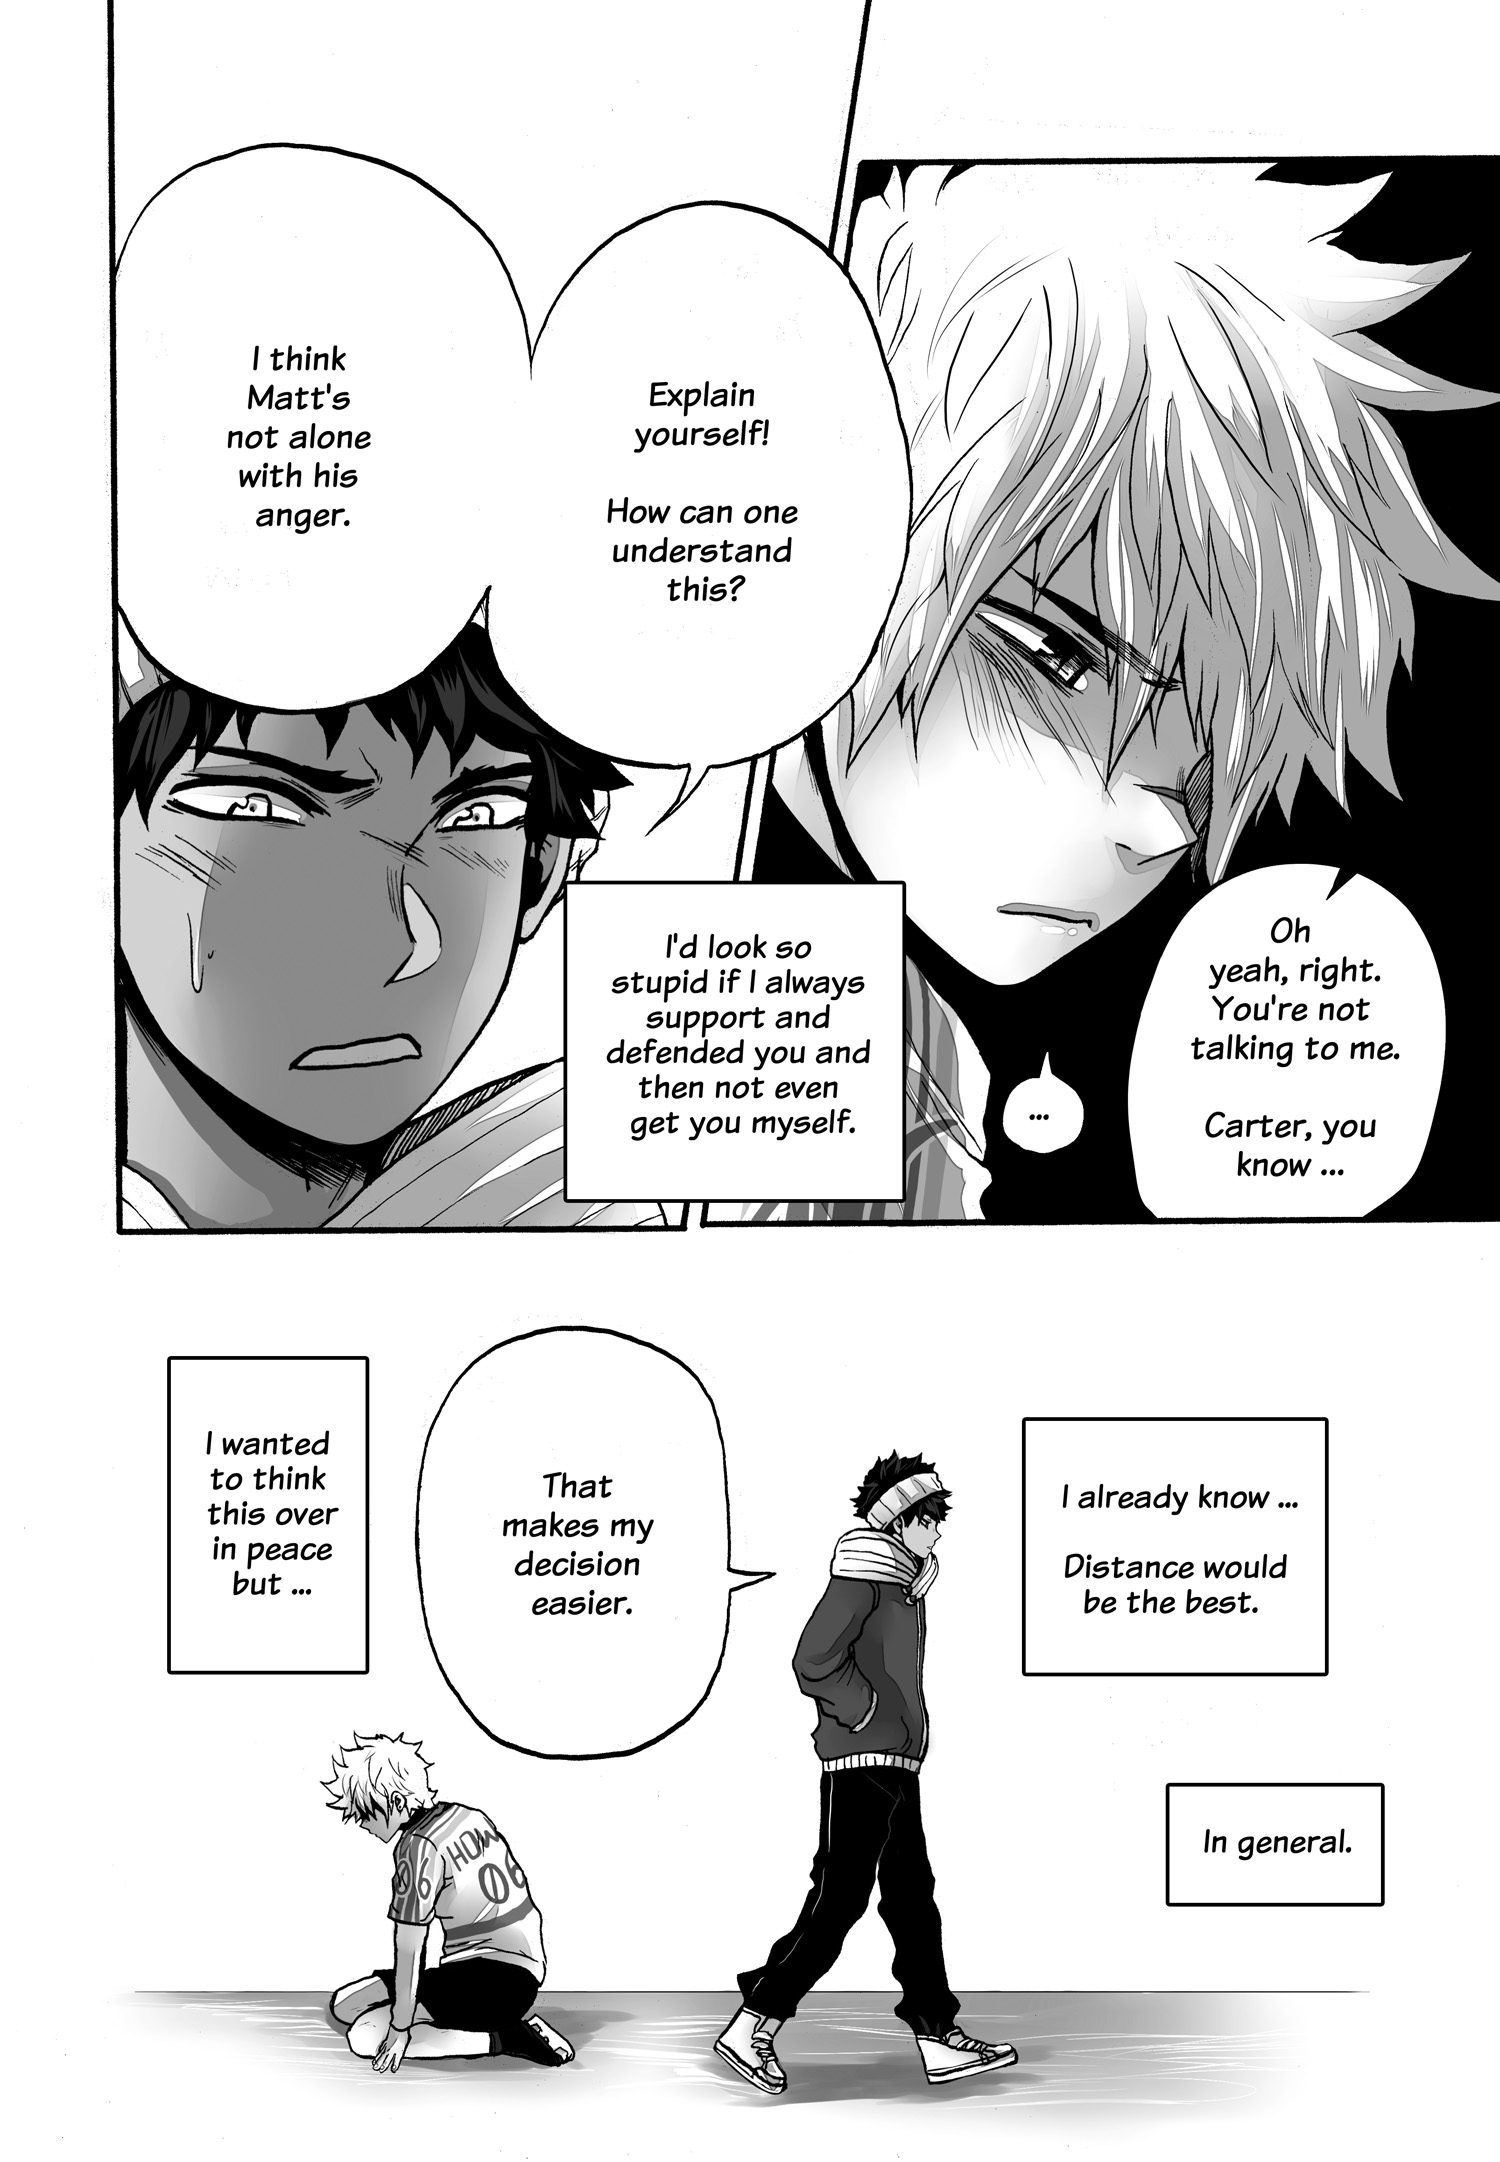 I think
Matt's
not alone
with his
anger.
Explain
yourself!
How can one
understand
this?
I'd look so
stupid if I always
support and
defended you and
then not even
get you myself.
...
Oh
yeah, right.
You're not
talking to me.
Carter, you
know ...
I wanted
to think
this over
in peace
but ...
That
makes my
decision
easier.
I already know ...
Distance would
be the best.
In general.
06
HOW
06